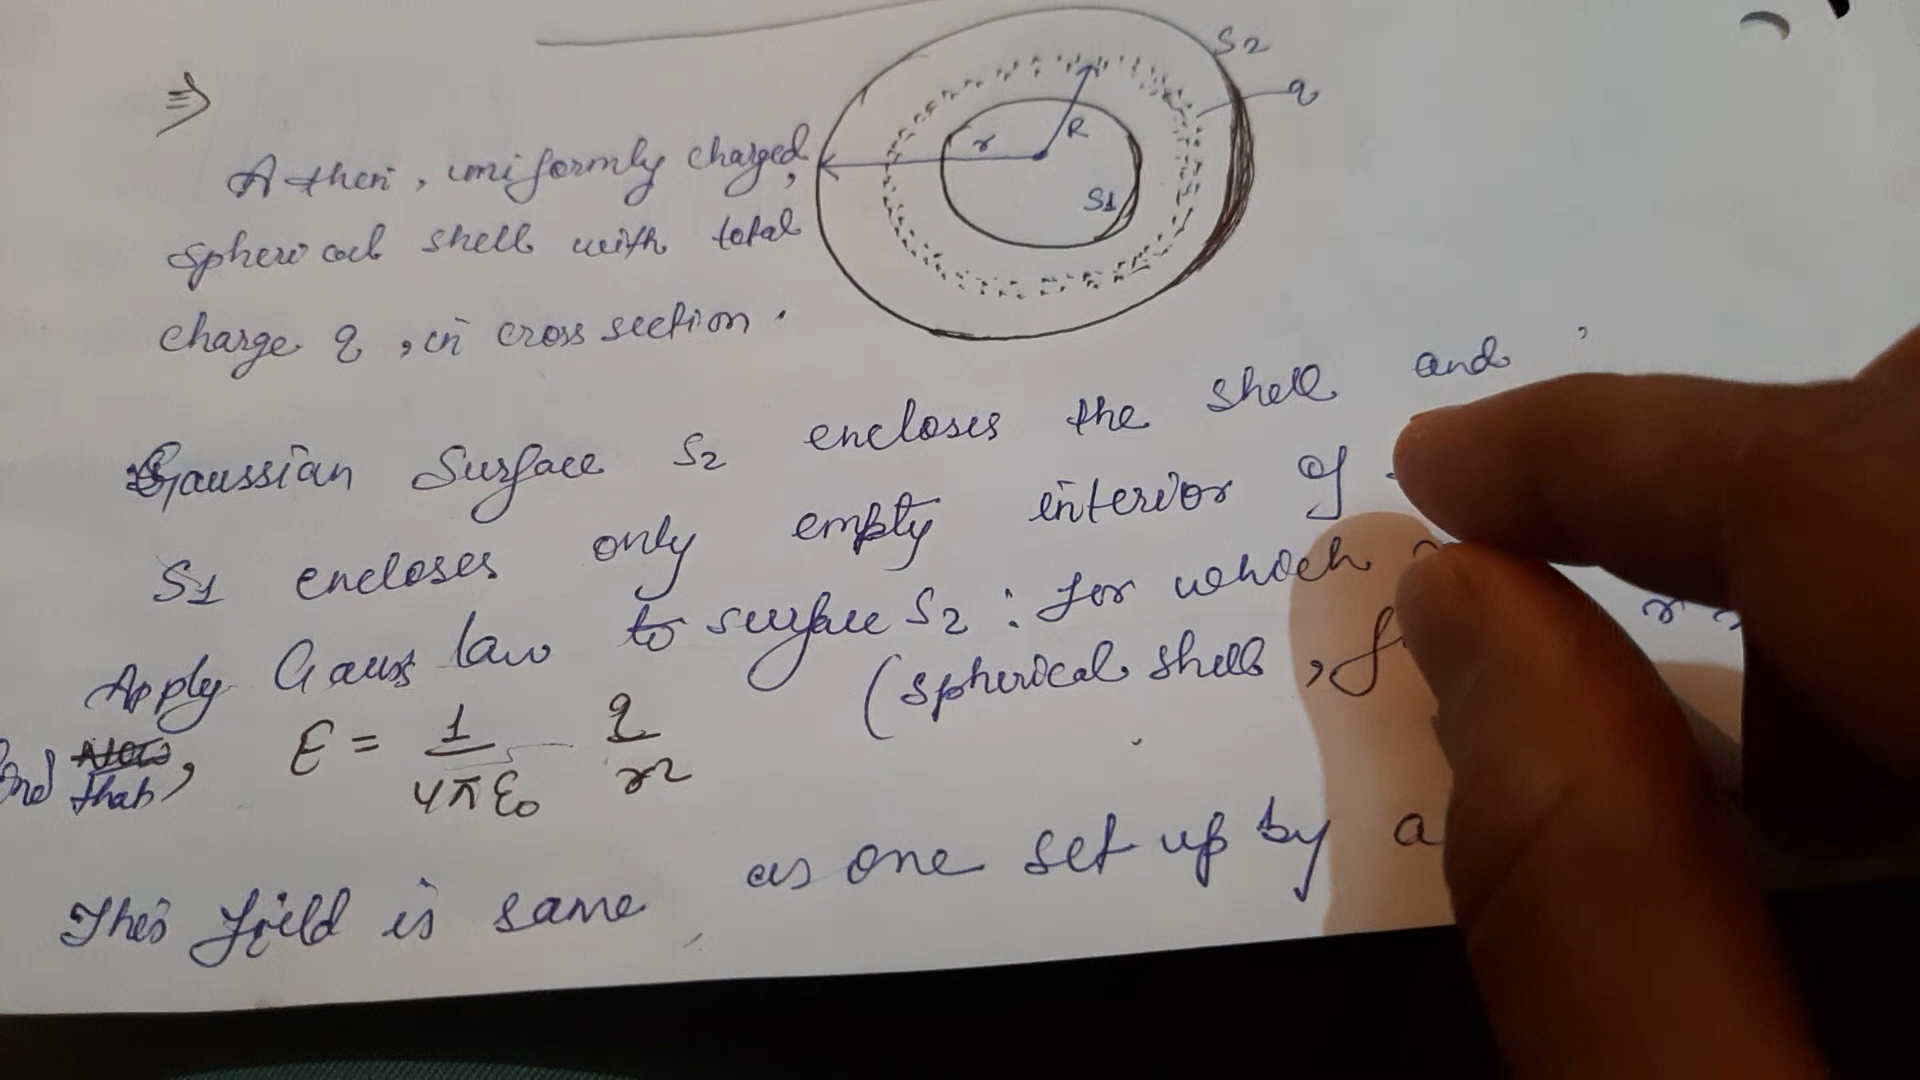 ⇒
S2
q
r
R
S1
A then, uniformly charged,
spherical shell with total
charge q, in cross section.
Gaussian Surface S2 encloses the shell and
S1 encloses only empty interior of
Apply Gauss law to surface S2: for which
r >
(spherical shell, f
that, E = 1/4πε0 q/r2
This field is same as one set up by a